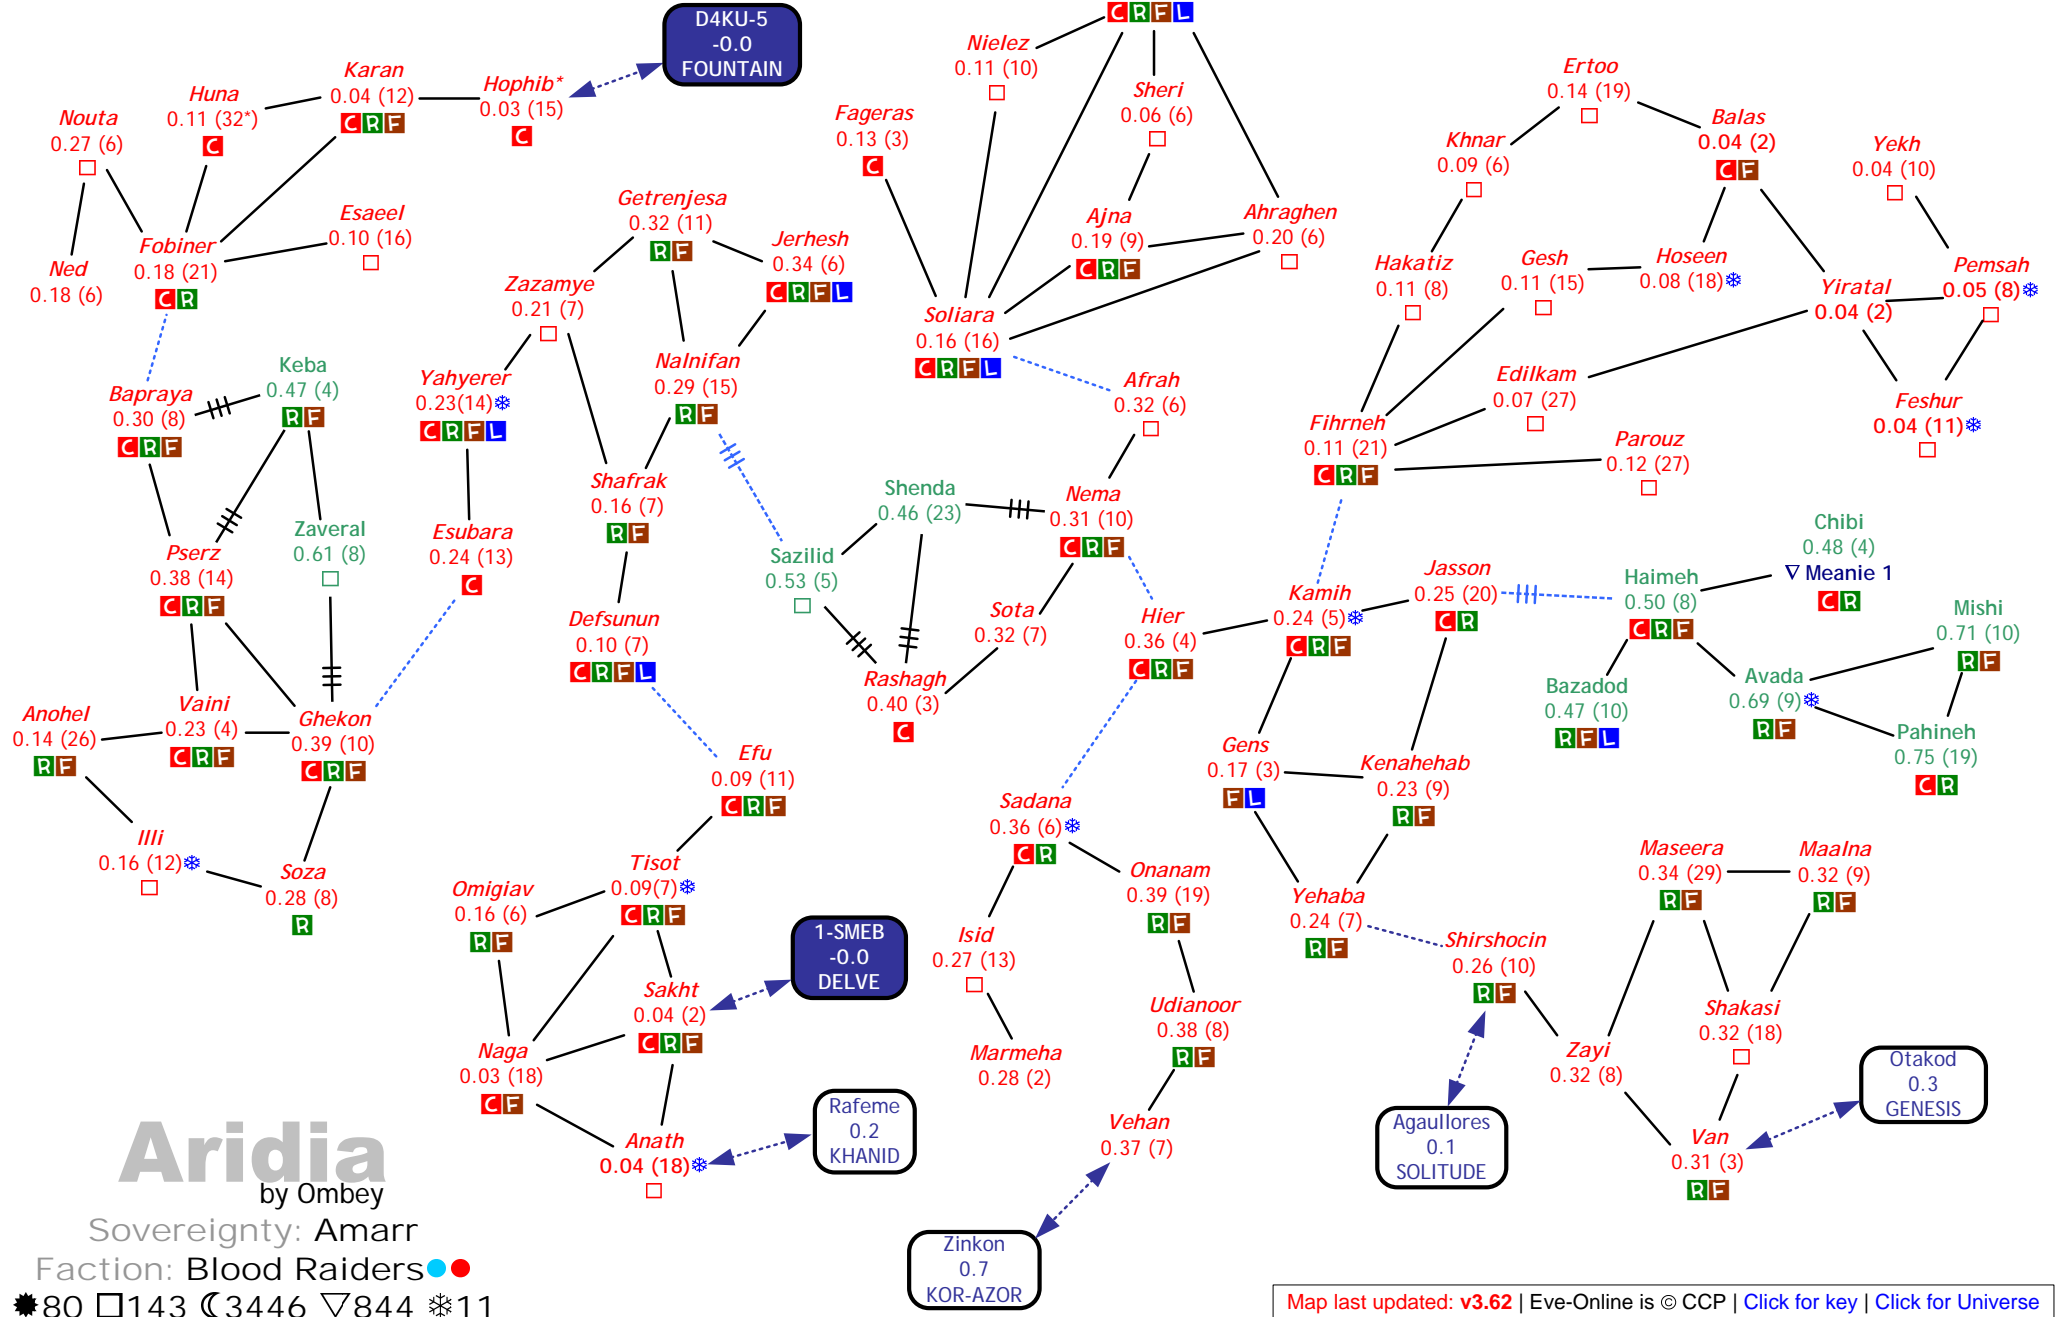 D4KU-5
-0.0
FOUNTAIN
C R F L
Nielez
0.11 (10)
Karan
0.04 (12)
C R F
Hophib*
0.03 (15)
C
Huna
0.11 (32*)
C
Nouta
0.27 (6)
Sheri
0.06 (6)
Fageras
0.13 (3)
C
Ertoo
0.14 (19)
Balas
0.04 (2)
C F
Khnar
0.09 (6)
Yekh
0.04 (10)
Getrenjesa
0.32 (11)
R F
Esaeel
0.10 (16)
Jerhesh
0.34 (6)
C R F L
Fobiner
0.18 (21)
C R
Ned
0.18 (6)
Ajna
0.19 (9)
C R F
Ahraghen
0.20 (6)
Hakatiz
0.11 (8)
Gesh
0.11 (15)
Hoseen
0.08 (18)
Yiratal
0.04 (2)
Pemsah
0.05 (8)
Zazamye
0.21 (7)
Soliara
0.16 (16)
C R F L
Keba
0.47 (4)
R F
Bapraya
0.30 (8)
C R F
Yahyerer
0.23(14)
C R F L
Nalnifan
0.29 (15)
R F
Afrah
0.32 (6)
Edilkam
0.07 (27)
Feshur
0.04 (11)
Fihrneh
0.11 (21)
C R F
Parouz
0.12 (27)
Shafrak
0.16 (7)
R F
Shenda
0.46 (23)
Nema
0.31 (10)
C R F
Zaveral
0.61 (8)
Esubara
0.24 (13)
C
Pserz
0.38 (14)
C R F
Sazilid
0.53 (5)
Chibi
0.48 (4)
▽ Meanie 1
C R
Jasson
0.25 (20)
C R
Haimeh
0.50 (8)
C R F
Kamih
0.24 (5)
C R F
Mishi
0.71 (10)
R F
Defsunun
0.10 (7)
C R F L
Sota
0.32 (7)
Hier
0.36 (4)
C R F
Rashagh
0.40 (3)
C
Bazadod
0.47 (10)
R F L
Avada
0.69 (9)
R F
Pahineh
0.75 (19)
C R
Anohel
0.14 (26)
R F
Vaini
0.23 (4)
C R F
Ghekon
0.39 (10)
C R F
Efu
0.09 (11)
C R F
Gens
0.17 (3)
F L
Kenahehab
0.23 (9)
R F
Sadana
0.36 (6)
C R
Illi
0.16 (12)
Soza
0.28 (8)
R
Tisot
0.09(7)
C R F
Omigiav
0.16 (6)
R F
Onanam
0.39 (19)
R F
Yehaba
0.24 (7)
R F
Maseera
0.34 (29)
R F
Maalna
0.32 (9)
R F
1-SMEB
-0.0
DELVE
Isid
0.27 (13)
Shirshocin
0.26 (10)
R F
Sakht
0.04 (2)
C R F
Udianoor
0.38 (8)
R F
Shakasi
0.32 (18)
Naga
0.03 (18)
C F
Marmeha
0.28 (2)
Zayi
0.32 (8)
Otakod
0.3
GENESIS
Rafeme
0.2
KHANID
Agaullores
0.1
SOLITUDE
Vehan
0.37 (7)
Anath
0.04 (18)
Van
0.31 (3)
R F
Zinkon
0.7
KOR-AZOR
Aridia
by Ombey
Sovereignty: Amarr
Faction: Blood Raiders
80 143 3446 844 11
Map last updated: v3.62 | Eve-Online is © CCP | Click for key | Click for Universe